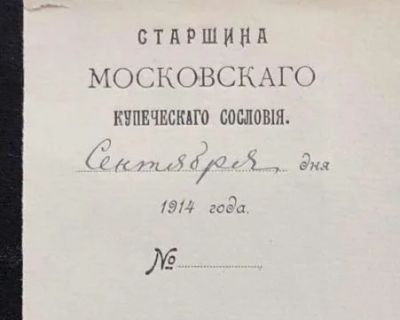 СТАРШИНА
МОСКОВСКАГО
КУПЕЧЕСКАГО СОСЛОВІЯ.
Сентября дня
1914 года.
№